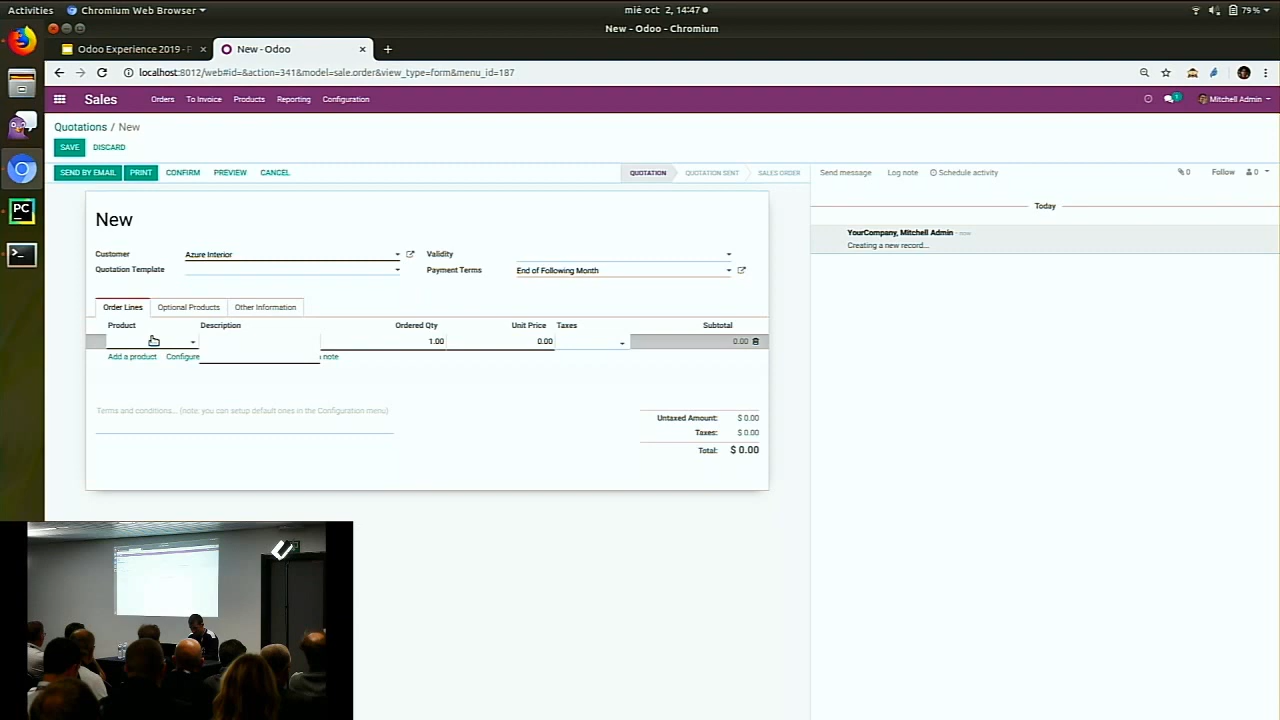 Activities Chromium Web Browser mié oct 2, 14:47 79 %
New - Odoo - Chromium
Odoo Experience 2019 - P New - Odoo
localhost:8012/web#id=&action=341&model=sale.order&view_type=form&menu_id=187
Sales Orders To Invoice Products Reporting Configuration 1 Mitchell Admin
Quotations / New
SAVE DISCARD
SEND BY EMAIL PRINT CONFIRM PREVIEW CANCEL QUOTATION QUOTATION SENT SALES ORDER Send message Log note Schedule activity 0 Follow 0
Today
New
YourCompany, Mitchell Admin - now
Creating a new record...
Customer Azure Interior Validity
Quotation Template Payment Terms End of Following Month
Order Lines Optional Products Other Information
Product Description Ordered Qty Unit Price Taxes Subtotal
1.00 0.00 0.00
Add a product Configure note
Terms and conditions... (note: you can setup default ones in the Configuration menu)
Untaxed Amount: $ 0.00
Taxes: $ 0.00
Total: $ 0.00
PC